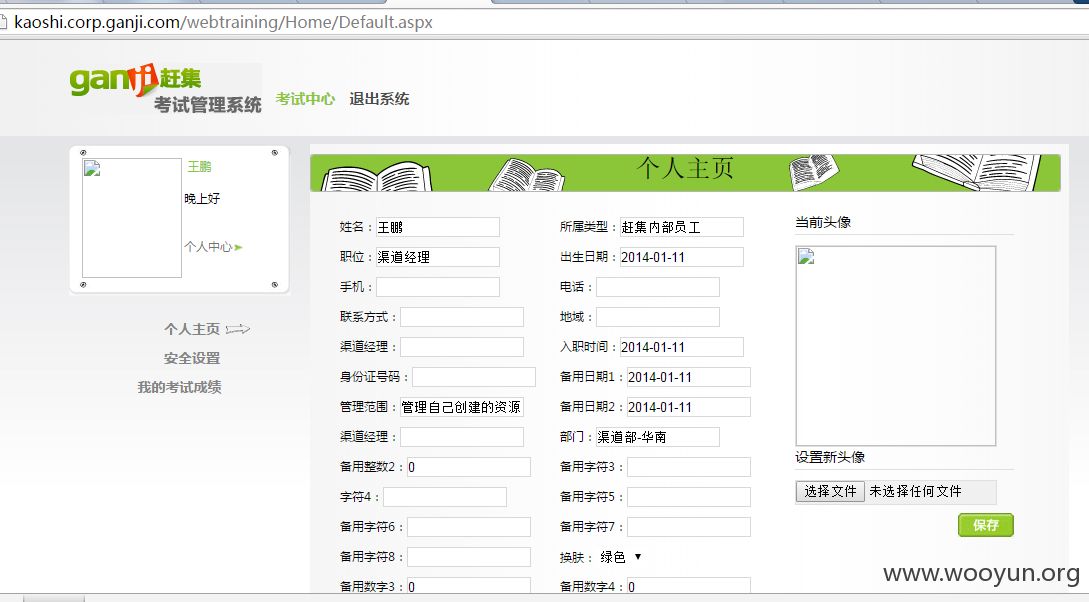 kaoshi.corp.ganji.com/webtraining/Home/Default.aspx
ganji赶集
考试管理系统
考试中心 退出系统
王鹏
晚上好
个人中心
个人主页
安全设置
我的考试成绩
个人主页
姓名：王鹏 所属类型：赶集内部员工
职位：渠道经理 出生日期：2014-01-11
手机： 电话：
联系方式： 地域：
渠道经理： 入职时间：2014-01-11
身份证号码： 备用日期1：2014-01-11
管理范围：管理自己创建的资源 备用日期2：2014-01-11
渠道经理： 部门：渠道部-华南
备用整数2：0 备用字符3：
字符4： 备用字符5：
备用字符6： 备用字符7：
备用字符8： 换肤： 绿色
备用数字3：0 备用数字4：0
当前头像
设置新头像
选择文件 未选择任何文件
保存
www.wooyun.org